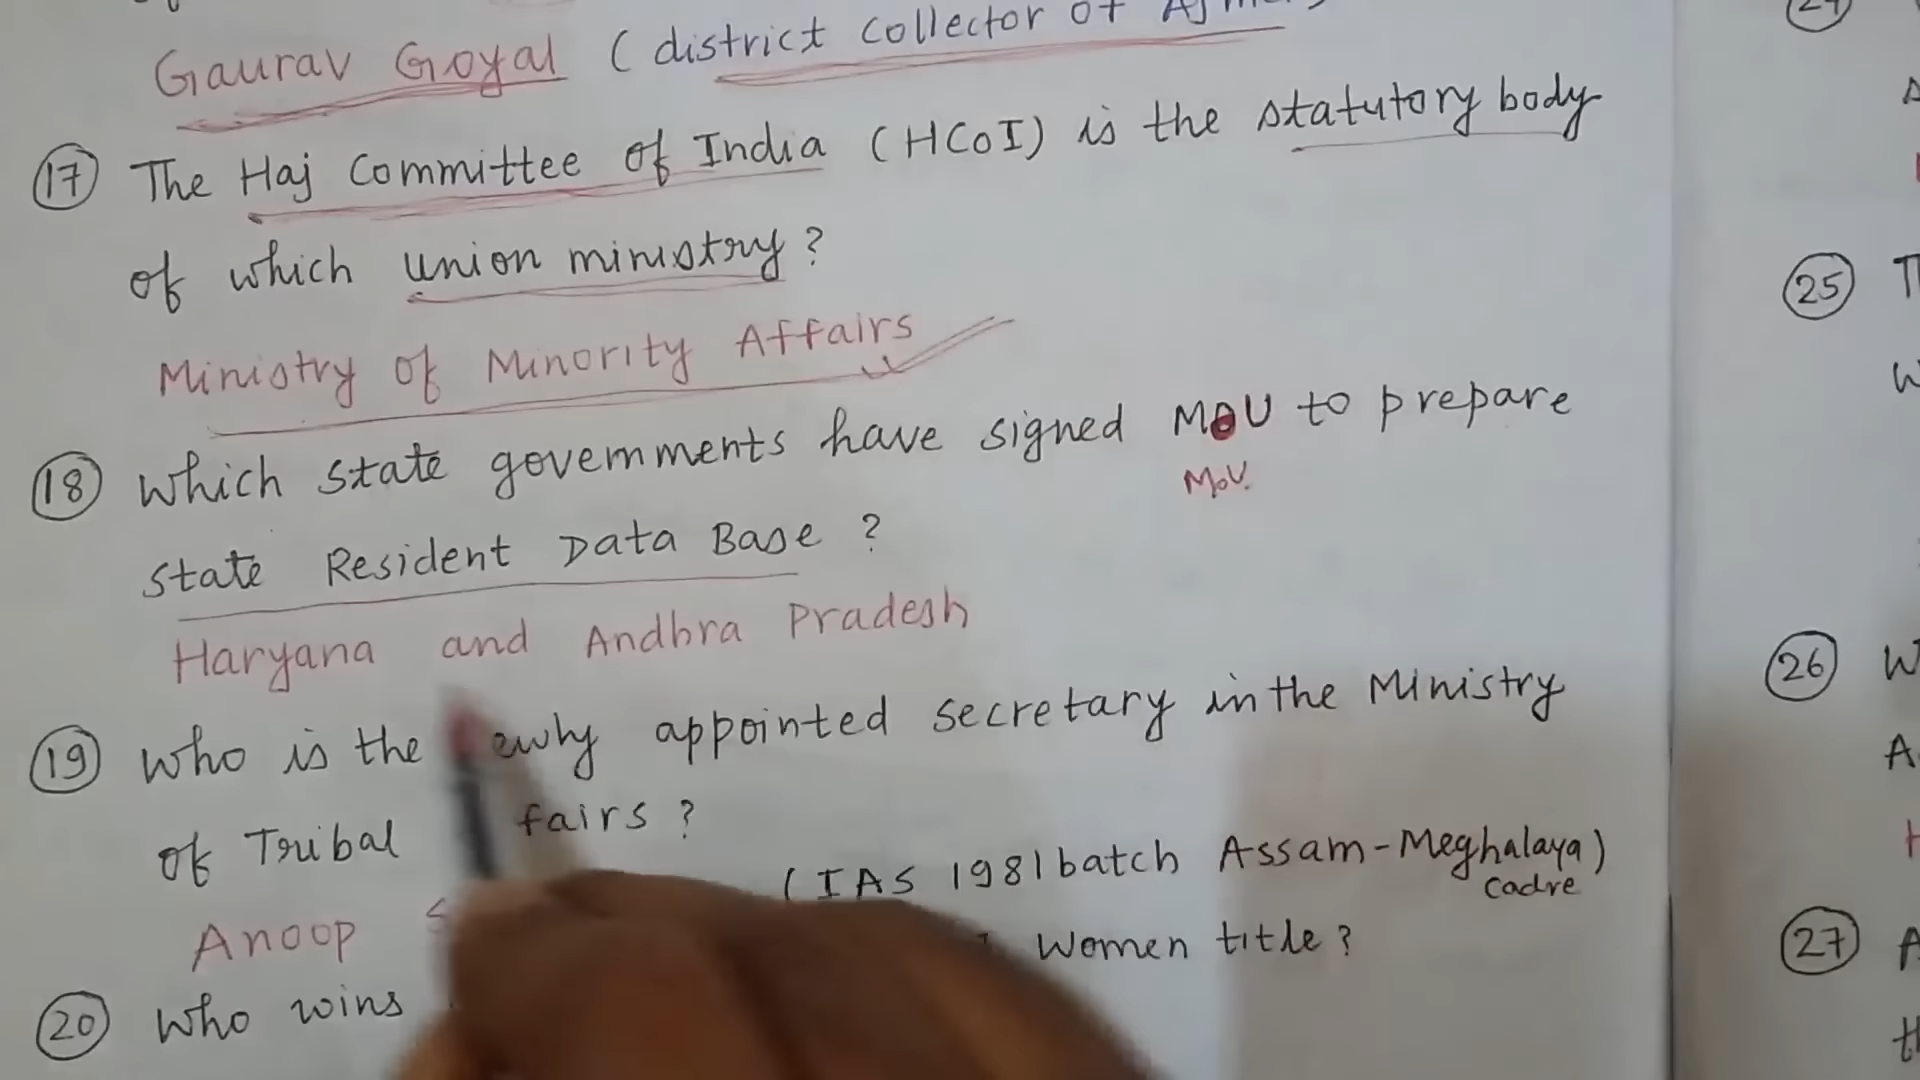 Gaurav Goyal (district collector of
17 The Haj Committee of India (HCoI) is the statutory body
of which union ministry?
Ministry of Minority Affairs
18 Which state governments have signed MOU to prepare
MoU.
State Resident Data Base ?
Haryana and Andhra Pradesh
19 Who is the ewly appointed secretary in the Ministry
of Tribal fairs ?
Anoop (IAS 1981 batch Assam-Meghalaya)
cadre
20 Who wins Women title ?
25
26
A
27